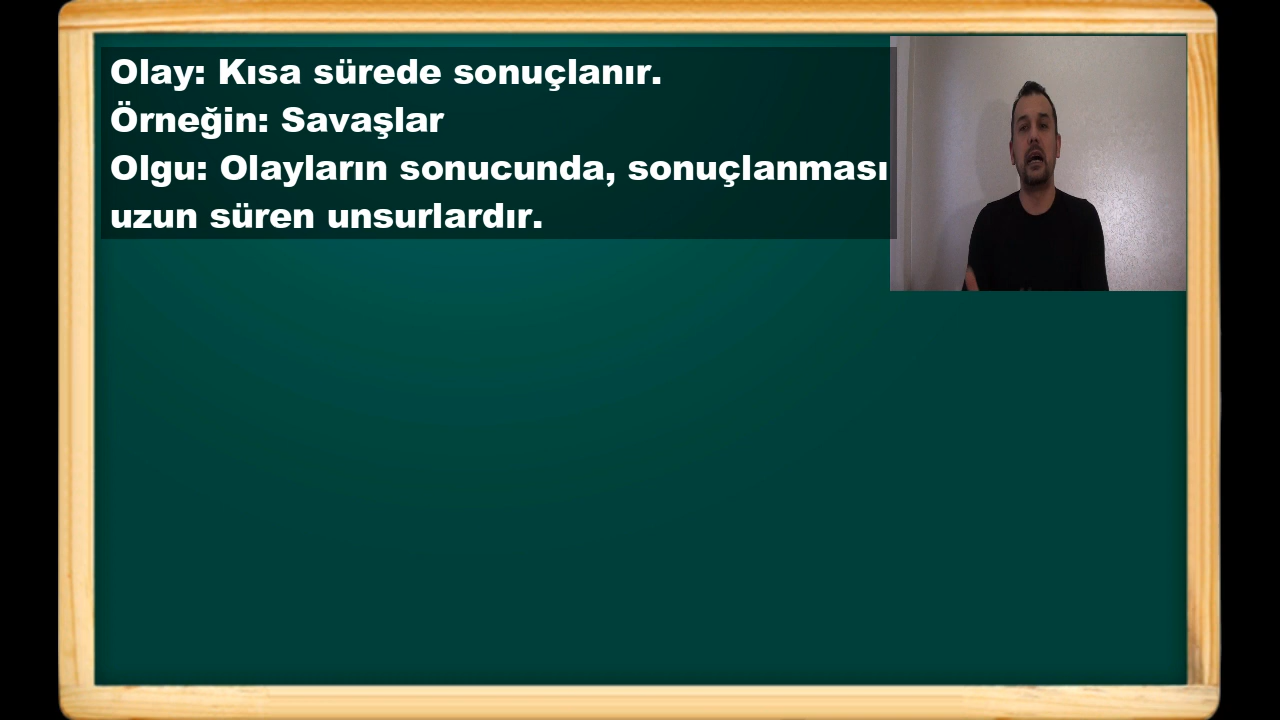 Olay: Kısa sürede sonuçlanır.
Örneğin: Savaşlar
Olgu: Olayların sonucunda, sonuçlanması
uzun süren unsurlardır.